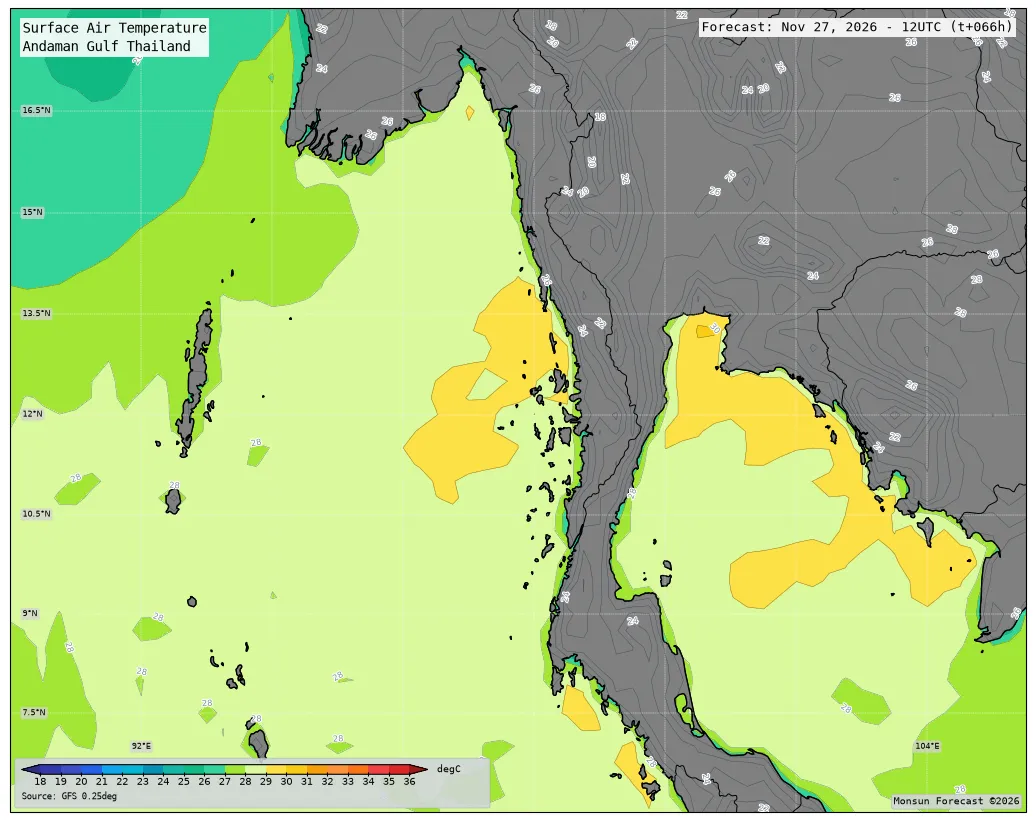 Surface Air Temperature
Andaman Gulf Thailand
Forecast: Nov 27, 2026 - 12UTC (t+066h)
16.5°N
15°N
13.5°N
12°N
10.5°N
9°N
7.5°N
92°E
104°E
18 19 20 21 22 23 24 25 26 27 28 29 30 31 32 33 34 35 36
degC
Source: GFS 0.25deg
Monsun Forecast ©2026